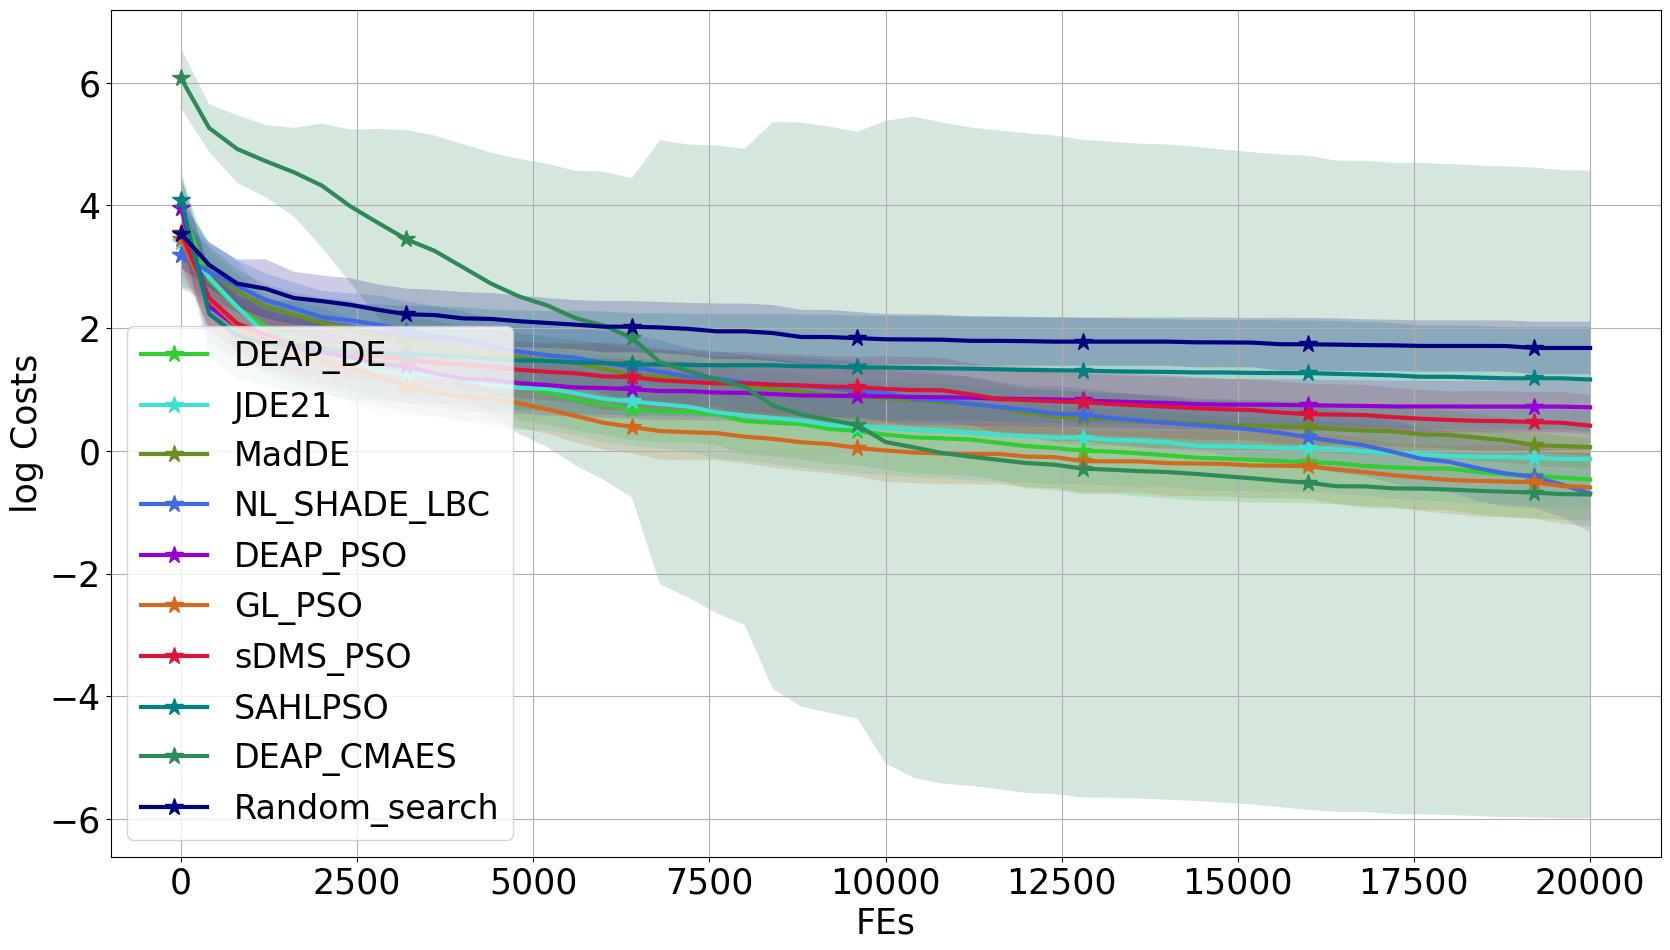 log Costs
6
4
2
0
−2
−4
−6
DEAP_DE
JDE21
MadDE
NL_SHADE_LBC
DEAP_PSO
GL_PSO
sDMS_PSO
SAHLPSO
DEAP_CMAES
Random_search
0 2500 5000 7500 10000 12500 15000 17500 20000
FEs